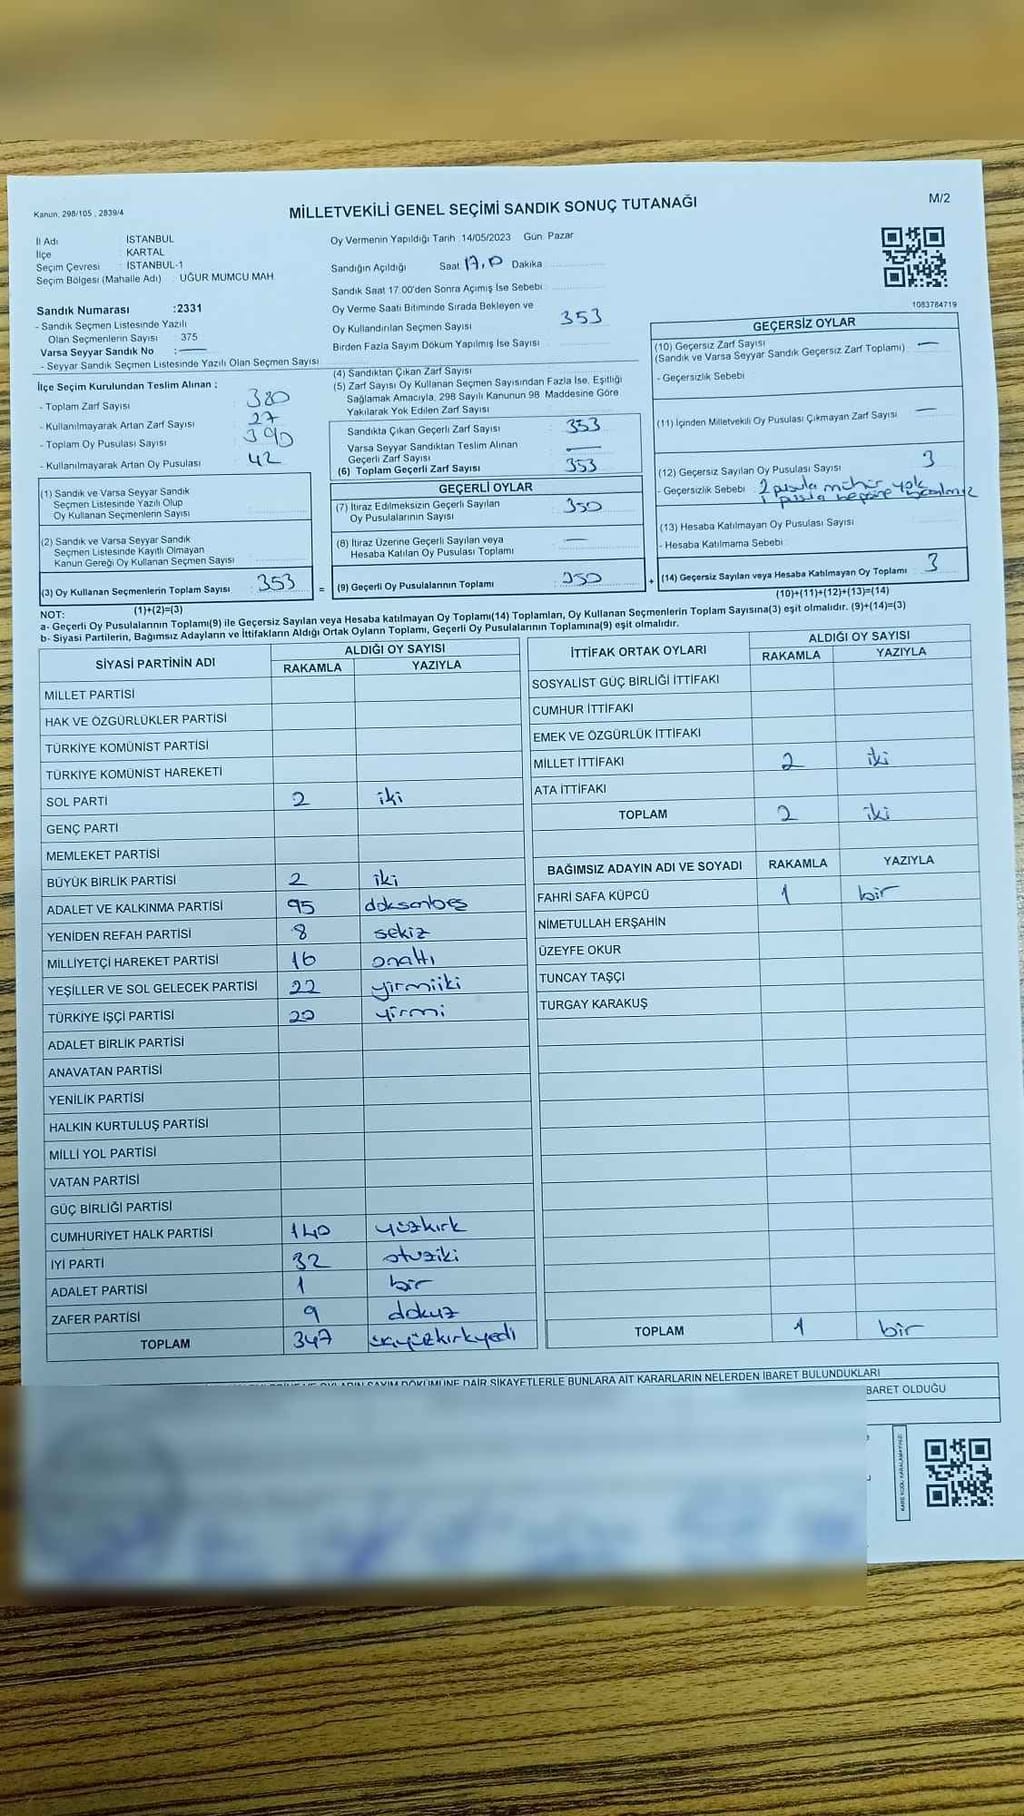 Kanun. 298/105 , 2839/4
MİLLETVEKİLİ GENEL SEÇİMİ SANDIK SONUÇ TUTANAĞI
M/2
İl Adı : İSTANBUL
İlçe : KARTAL
Seçim Çevresi : İSTANBUL-1
Seçim Bölgesi (Mahalle Adı) : UĞUR MUMCU MAH.
Sandık Numarası :2331
- Sandık Seçmen Listesinde Yazılı
Olan Seçmenlerin Sayısı : 375
Varsa Seyyar Sandık No : —
- Seyyar Sandık Seçmen Listesinde Yazılı Olan Seçmen Sayısı
Oy Vermenin Yapıldığı Tarih :14/05/2023 Gün: Pazar
Sandığın Açıldığı Saat 17.0 Dakika
Sandık Saat 17:00'den Sonra Açımış İse Sebebi
Oy Verme Saati Bitiminde Sırada Bekleyen ve
Oy Kullandırılan Seçmen Sayısı 353
Birden Fazla Sayım Döküm Yapılmış İse Sayısı
1083784719
İlçe Seçim Kurulundan Teslim Alınan ;
- Toplam Zarf Sayısı : 380
- Kullanılmayarak Artan Zarf Sayısı : 27
- Toplam Oy Pusulası Sayısı : 390
- Kullanılmayarak Artan Oy Pusulası : 42
(1) Sandık ve Varsa Seyyar Sandık
Seçmen Listesinde Yazılı Olup
Oy Kullanan Seçmenlerin Sayısı
(2) Sandık ve Varsa Seyyar Sandık
Seçmen Listesinde Kayıtlı Olmayan
Kanun Gereği Oy Kullanan Seçmen Sayısı
(3) Oy Kullanan Seçmenlerin Toplam Sayısı : 353
(1)+(2)=(3)
(4) Sandıktan Çıkan Zarf Sayısı
(5) Zarf Sayısı Oy Kullanan Seçmen Sayısından Fazla İse, Eşitliği
Sağlamak Amacıyla, 298 Sayılı Kanunun 98. Maddesine Göre
Yakılarak Yok Edilen Zarf Sayısı
Sandıkta Çıkan Geçerli Zarf Sayısı 353
Varsa Seyyar Sandıktan Teslim Alınan
Geçerli Zarf Sayısı —
(6) Toplam Geçerli Zarf Sayısı 353
GEÇERLİ OYLAR
(7) İtiraz Edilmeksizin Geçerli Sayılan
Oy Pusulalarının Sayısı 350
(8) İtiraz Üzerine Geçerli Sayılan veya
Hesaba Katılan Oy Pusulası Toplamı —
= (9) Geçerli Oy Pusulalarının Toplamı 350 +
GEÇERSİZ OYLAR
(10) Geçersiz Zarf Sayısı —
(Sandık ve Varsa Seyyar Sandık Geçersiz Zarf Toplamı)
- Geçersizlik Sebebi
(11) İçinden Milletvekili Oy Pusulası Çıkmayan Zarf Sayısı —
(12) Geçersiz Sayılan Oy Pusulası Sayısı 3
- Geçersizlik Sebebi : 2 pusula mühür yok
1 pusula hepsine basılmış
(13) Hesaba Katılmayan Oy Pusulası Sayısı
- Hesaba Katılmama Sebebi
(14) Geçersiz Sayılan veya Hesaba Katılmayan Oy Toplamı 3
(10)+(11)+(12)+(13)=(14)
NOT:
a- Geçerli Oy Pusulalarının Toplamı(9) ile Geçersiz Sayılan veya Hesaba katılmayan Oy Toplamı(14) Toplamları, Oy Kullanan Seçmenlerin Toplam Sayısına(3) eşit olmalıdır. (9)+(14)=(3)
b- Siyasi Partilerin, Bağımsız Adayların ve İttifakların Aldığı Ortak Oyların Toplamı, Geçerli Oy Pusulalarının Toplamına(9) eşit olmalıdır.
SİYASİ PARTİNİN ADI ALDIĞI OY SAYISI
RAKAMLA YAZIYLA
MİLLET PARTİSİ
HAK VE ÖZGÜRLÜKLER PARTİSİ
TÜRKİYE KOMÜNİST PARTİSİ
TÜRKİYE KOMÜNİST HAREKETİ
SOL PARTİ 2 iki
GENÇ PARTİ
MEMLEKET PARTİSİ
BÜYÜK BİRLİK PARTİSİ 2 iki
ADALET VE KALKINMA PARTİSİ 95 doksanbeş
YENİDEN REFAH PARTİSİ 8 sekiz
MİLLİYETÇİ HAREKET PARTİSİ 16 onaltı
YEŞİLLER VE SOL GELECEK PARTİSİ 22 yirmiiki
TÜRKİYE İŞÇİ PARTİSİ 20 yirmi
ADALET BİRLİK PARTİSİ
ANAVATAN PARTİSİ
YENİLİK PARTİSİ
HALKIN KURTULUŞ PARTİSİ
MİLLİ YOL PARTİSİ
VATAN PARTİSİ
GÜÇ BİRLİĞİ PARTİSİ
CUMHURİYET HALK PARTİSİ 140 yüzkırk
İYİ PARTİ 32 otuziki
ADALET PARTİSİ 1 bir
ZAFER PARTİSİ 9 dokuz
TOPLAM 347 üçyüzkırkyedi
İTTİFAK ORTAK OYLARI ALDIĞI OY SAYISI
RAKAMLA YAZIYLA
SOSYALİST GÜÇ BİRLİĞİ İTTİFAKI
CUMHUR İTTİFAKI
EMEK VE ÖZGÜRLÜK İTTİFAKI
MİLLET İTTİFAKI 2 iki
ATA İTTİFAKI
TOPLAM 2 iki
BAĞIMSIZ ADAYIN ADI VE SOYADI RAKAMLA YAZIYLA
FAHRİ SAFA KÜPCÜ 1 bir
NİMETULLAH ERŞAHİN
ÜZEYFE OKUR
TUNCAY TAŞÇI
TURGAY KARAKUŞ
TOPLAM 1 bir
SAYIM DÖKÜMÜNE DAİR ŞİKAYETLERLE BUNLARA AİT KARARLARIN NELERDEN İBARET BULUNDUKLARI
BARET OLDUĞU